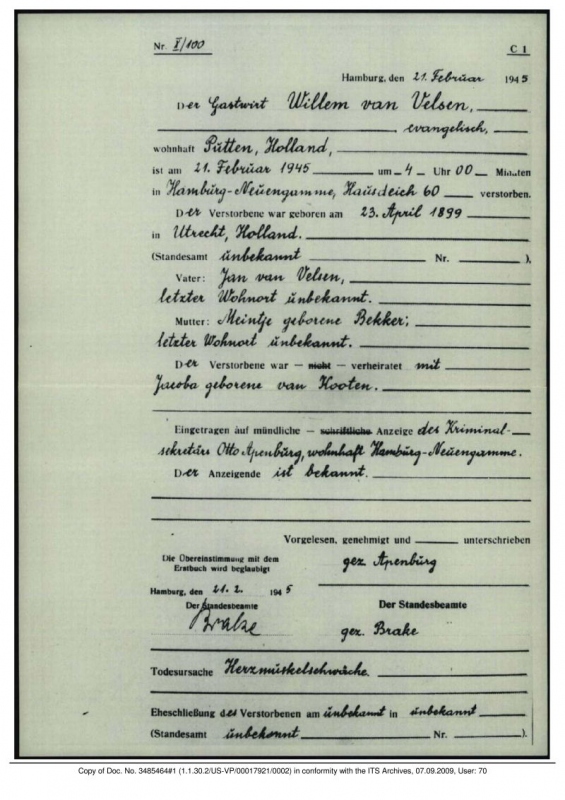 Nr. I/100 C 1
Hamburg, den 21. Februar 1945
Der Gastwirt Willem van Velsen,
evangelisch,
wohnhaft Putten, Holland,
ist am 21. Februar 1945 um 4 Uhr 00 Minuten
in Hamburg-Neuengamme, Hausdeich 60 verstorben.
Der Verstorbene war geboren am 23. April 1899
in Utrecht, Holland.
(Standesamt unbekannt Nr. ).
Vater: Jan van Velsen,
letzter Wohnort unbekannt.
Mutter: Meintje geborene Bekker;
letzter Wohnort unbekannt.
Der Verstorbene war — nicht — verheiratet mit
Jacoba geborene van Kooten.
Eingetragen auf mündliche — schriftliche Anzeige des Kriminal-
sekretärs Otto Apenburg, wohnhaft Hamburg-Neuengamme.
Der Anzeigende ist bekannt.
Vorgelesen, genehmigt und unterschrieben
Die Übereinstimmung mit dem
Erstbuch wird beglaubigt
gez. Apenburg
Hamburg, den 21. 2. 1945
Der Standesbeamte Der Standesbeamte
Brake gez. Brake
Todesursache Herzmuskelschwäche.
Eheschließung des Verstorbenen am unbekannt in unbekannt
(Standesamt unbekannt Nr. ).
Copy of Doc. No. 3485464#1 (1.1.30.2/US-VP/00017921/0002) in conformity with the ITS Archives, 07.09.2009, User: 70